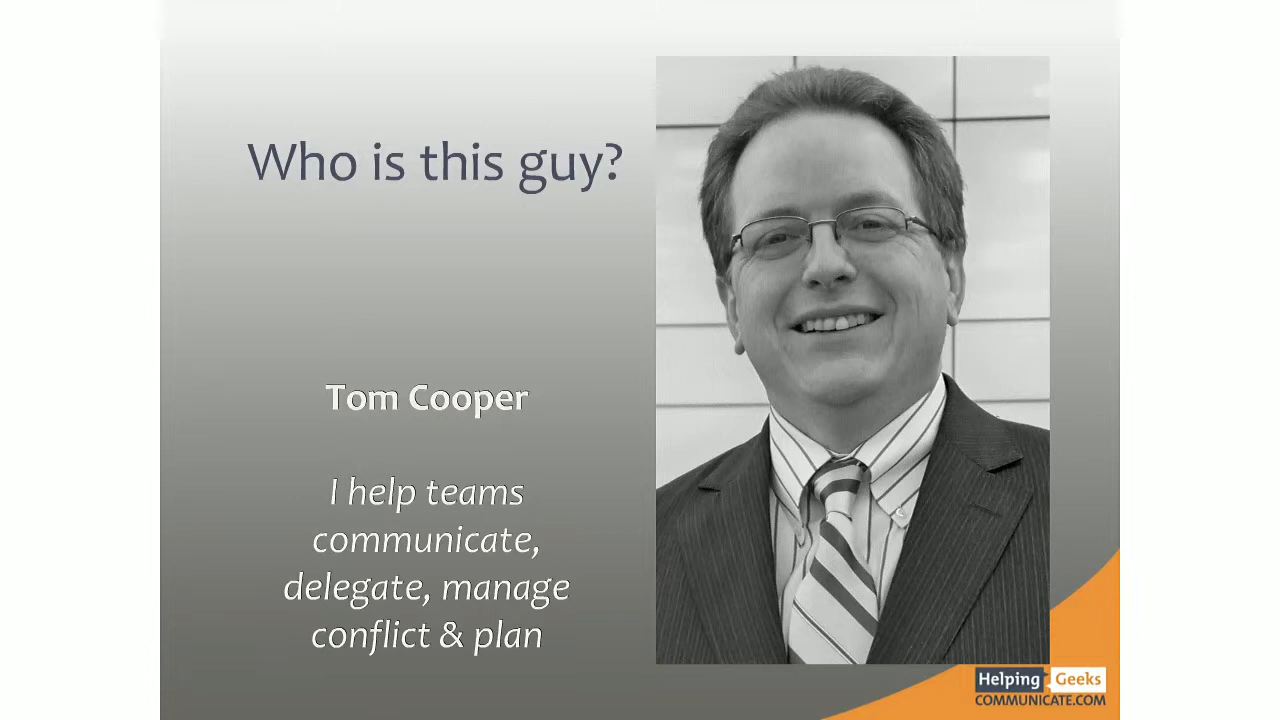 Who is this guy?
Tom Cooper
I help teams
communicate,
delegate, manage
conflict & plan
Helping Geeks
COMMUNICATE.COM